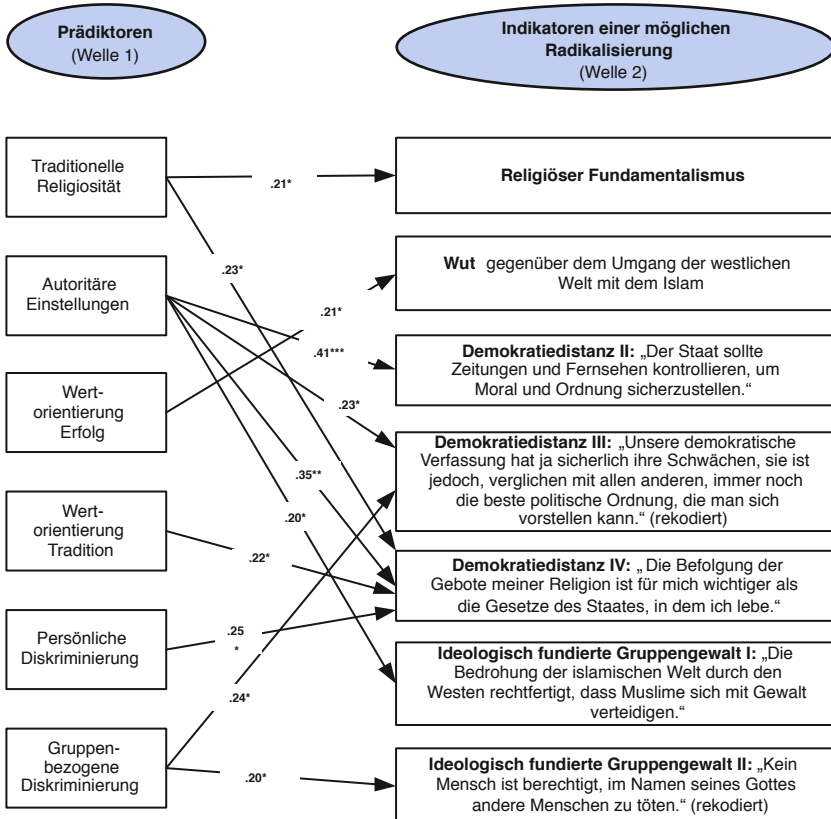 Prädiktoren
(Welle 1)
Indikatoren einer möglichen
Radikalisierung
(Welle 2)
Traditionelle
Religiosität
.21*
Religiöser Fundamentalismus
Autoritäre
Einstellungen
.23*
Wut gegenüber dem Umgang der westlichen
Welt mit dem Islam
.21*
.41***
Demokratiedistanz II: „Der Staat sollte
Zeitungen und Fernsehen kontrollieren, um
Moral und Ordnung sicherzustellen.“
Wert-
orientierung
Erfolg
.23*
Demokratiedistanz III: „Unsere demokratische
Verfassung hat ja sicherlich ihre Schwächen, sie ist
jedoch, verglichen mit allen anderen, immer noch
die beste politische Ordnung, die man sich
vorstellen kann.“ (rekodiert)
.35**
.20*
Wert-
orientierung
Tradition
.22*
Demokratiedistanz IV: „Die Befolgung der
Gebote meiner Religion ist für mich wichtiger als
die Gesetze des Staates, in dem ich lebe.“
Persönliche
Diskriminierung
.25
*
Ideologisch fundierte Gruppengewalt I: „Die
Bedrohung der islamischen Welt durch den
Westen rechtfertigt, dass Muslime sich mit Gewalt
verteidigen.“
.24*
Gruppen-
bezogene
Diskriminierung
.20*
Ideologisch fundierte Gruppengewalt II: „Kein
Mensch ist berechtigt, im Namen seines Gottes
andere Menschen zu töten.“ (rekodiert)